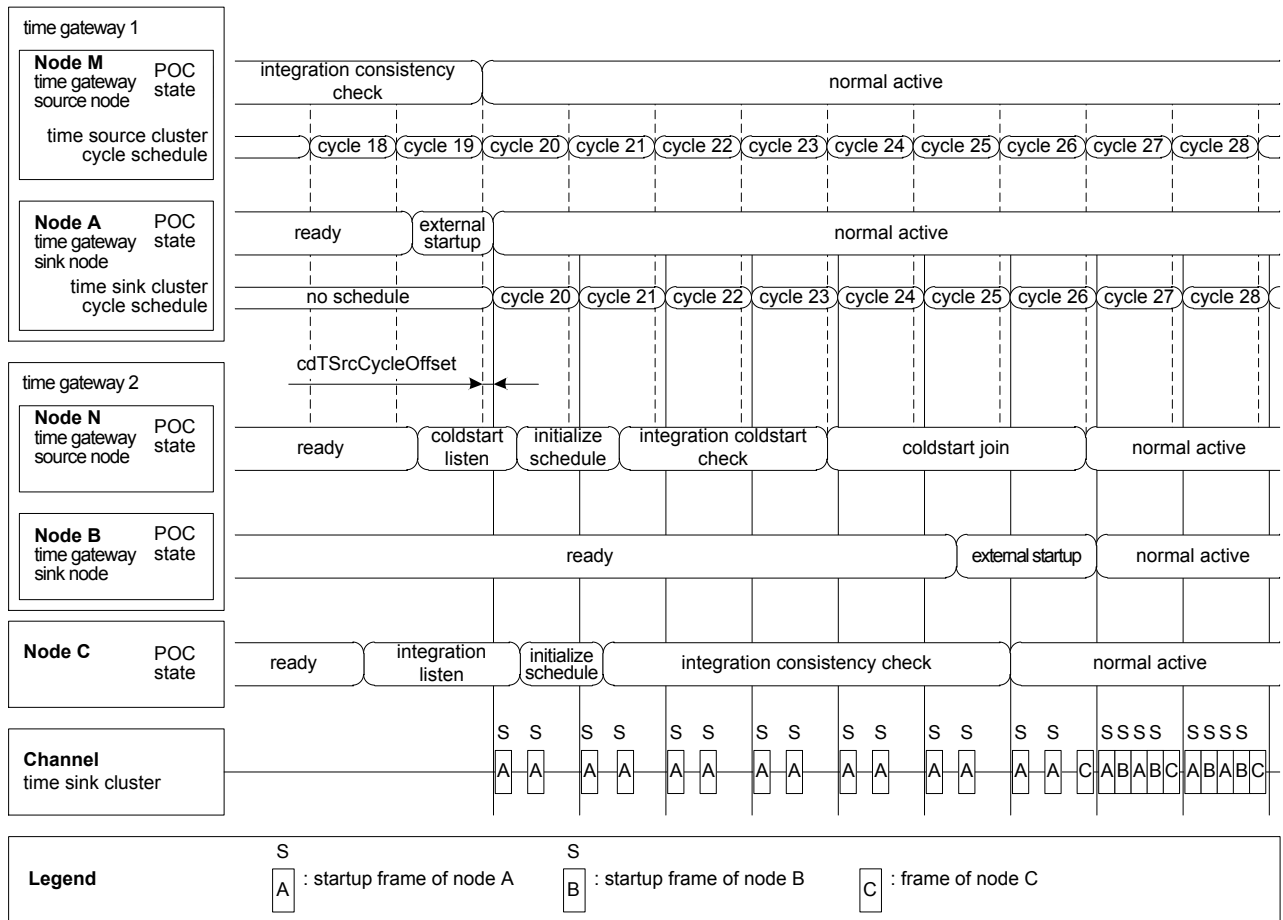 time gateway 1
Node M
time gateway
source node
POC
state
integration consistency
check
normal active
time source cluster
cycle schedule
cycle 18
cycle 19
cycle 20
cycle 21
cycle 22
cycle 23
cycle 24
cycle 25
cycle 26
cycle 27
cycle 28
Node A
time gateway
sink node
POC
state
ready
external
startup
normal active
time sink cluster
cycle schedule
no schedule
cycle 20
cycle 21
cycle 22
cycle 23
cycle 24
cycle 25
cycle 26
cycle 27
cycle 28
cdTSrcCycleOffset
time gateway 2
Node N
time gateway
source node
POC
state
ready
coldstart
listen
initialize
schedule
integration coldstart
check
coldstart join
normal active
Node B
time gateway
sink node
POC
state
ready
external startup
normal active
Node C
POC
state
ready
integration
listen
initialize
schedule
integration consistency check
normal active
Channel
time sink cluster
S S S S S S S S S S S S S S S S S S S S S S
A A A A A A A A A A A A A A C A B A B C A B A B C
Legend
S
A : startup frame of node A
S
B : startup frame of node B
C : frame of node C